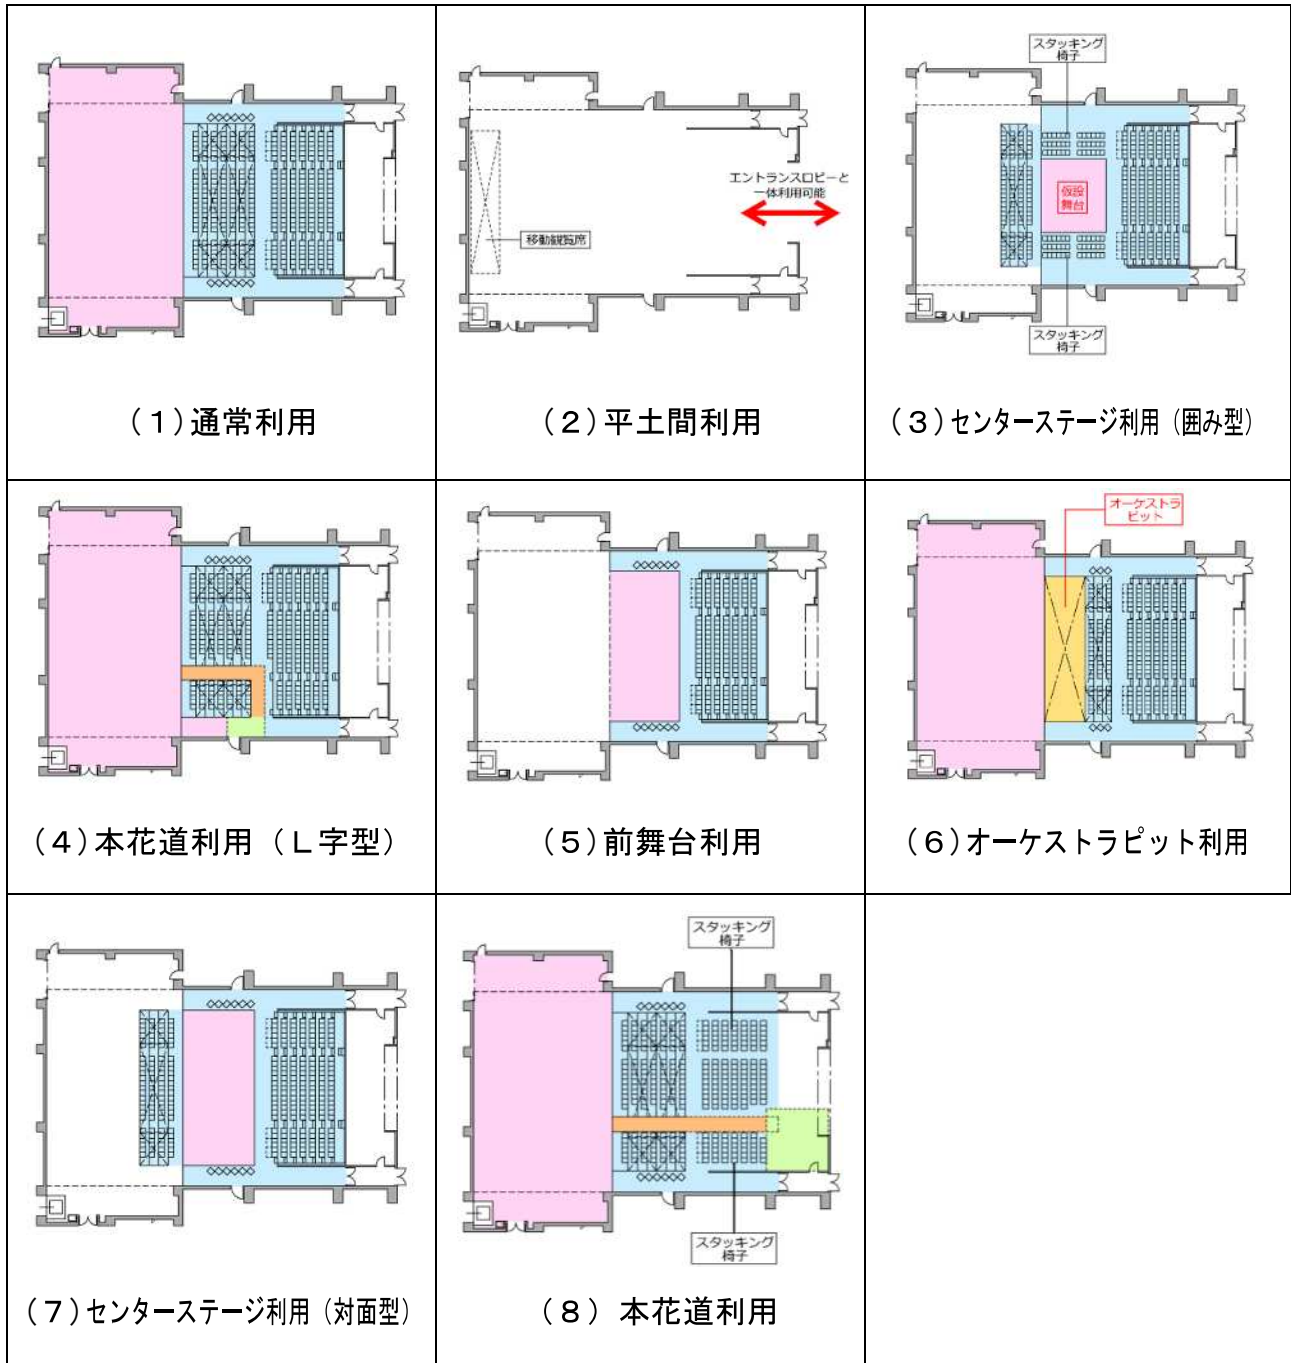 (１)通常利用
エントランスロビーと
一体利用可能
移動観覧席
(２)平土間利用
スタッキング
椅子
仮設
舞台
スタッキング
椅子
(３)センターステージ利用（囲み型）
(４)本花道利用（Ｌ字型）
(５)前舞台利用
オーケストラ
ピット
(６)オーケストラピット利用
(７)センターステージ利用（対面型）
スタッキング
椅子
スタッキング
椅子
(８) 本花道利用